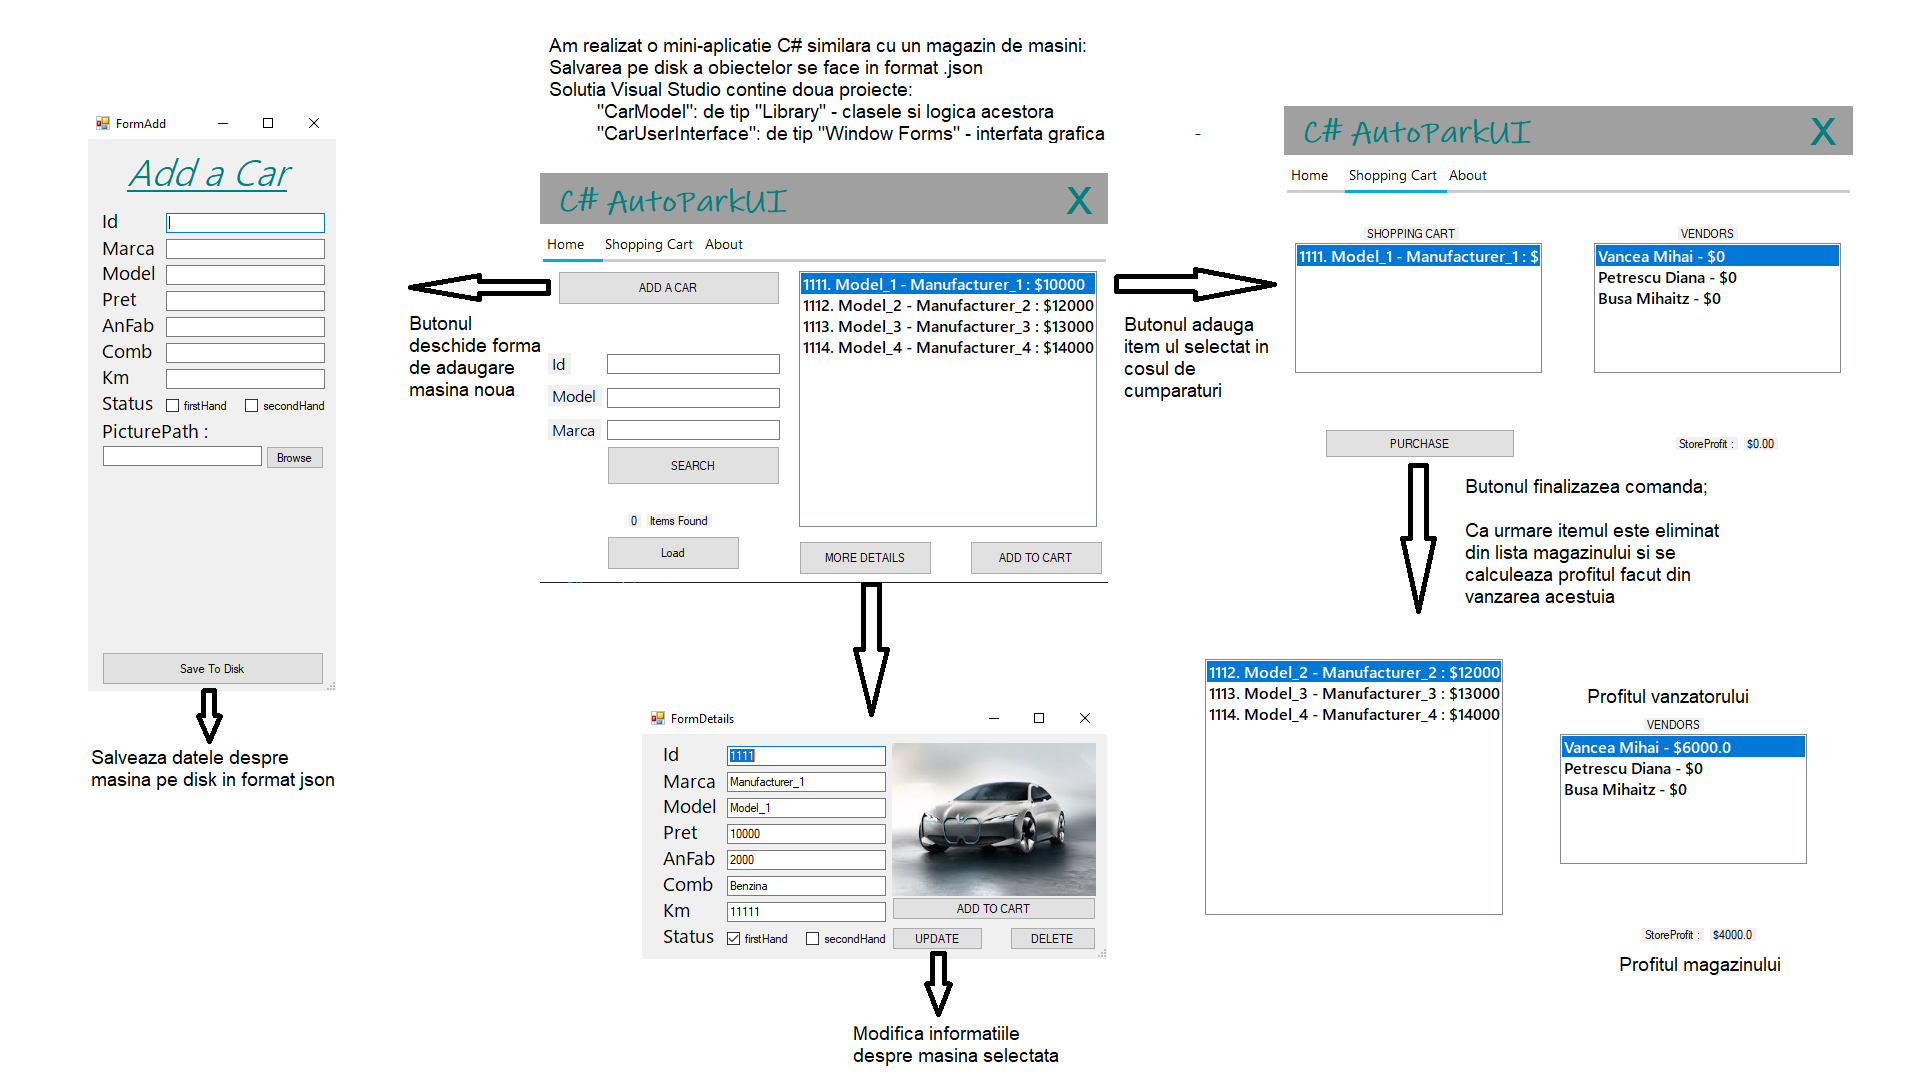 Am realizat o mini-aplicatie C# similara cu un magazin de masini:
Salvarea pe disk a obiectelor se face in format .json
Solutia Visual Studio contine doua proiecte:
"CarModel": de tip "Library" - clasele si logica acestora
"CarUserInterface": de tip "Window Forms" - interfata grafica
-
FormAdd
Add a Car
Id
Marca
Model
Pret
AnFab
Comb
Km
Status firstHand secondHand
PicturePath :
Browse
Save To Disk
Salveaza datele despre
masina pe disk in format json
Butonul
deschide forma
de adaugare
masina noua
C# AutoParkUI X
Home Shopping Cart About
ADD A CAR
Id
Model
Marca
SEARCH
0 Items Found
Load
1111. Model_1 - Manufacturer_1 : $10000
1112. Model_2 - Manufacturer_2 : $12000
1113. Model_3 - Manufacturer_3 : $13000
1114. Model_4 - Manufacturer_4 : $14000
MORE DETAILS ADD TO CART
FormDetails
Id 1111
Marca Manufacturer_1
Model Model_1
Pret 10000
AnFab 2000
Comb Benzina
Km 11111
Status firstHand secondHand
ADD TO CART
UPDATE DELETE
Modifica informatiile
despre masina selectata
Butonul adauga
item ul selectat in
cosul de
cumparaturi
C# AutoParkUI X
Home Shopping Cart About
SHOPPING CART
1111. Model_1 - Manufacturer_1 : $
VENDORS
Vancea Mihai - $0
Petrescu Diana - $0
Busa Mihaitz - $0
PURCHASE
StoreProfit : $0.00
Butonul finalizazea comanda;
Ca urmare itemul este eliminat
din lista magazinului si se
calculeaza profitul facut din
vanzarea acestuia
1112. Model_2 - Manufacturer_2 : $12000
1113. Model_3 - Manufacturer_3 : $13000
1114. Model_4 - Manufacturer_4 : $14000
Profitul vanzatorului
VENDORS
Vancea Mihai - $6000.0
Petrescu Diana - $0
Busa Mihaitz - $0
StoreProfit : $4000.0
Profitul magazinului